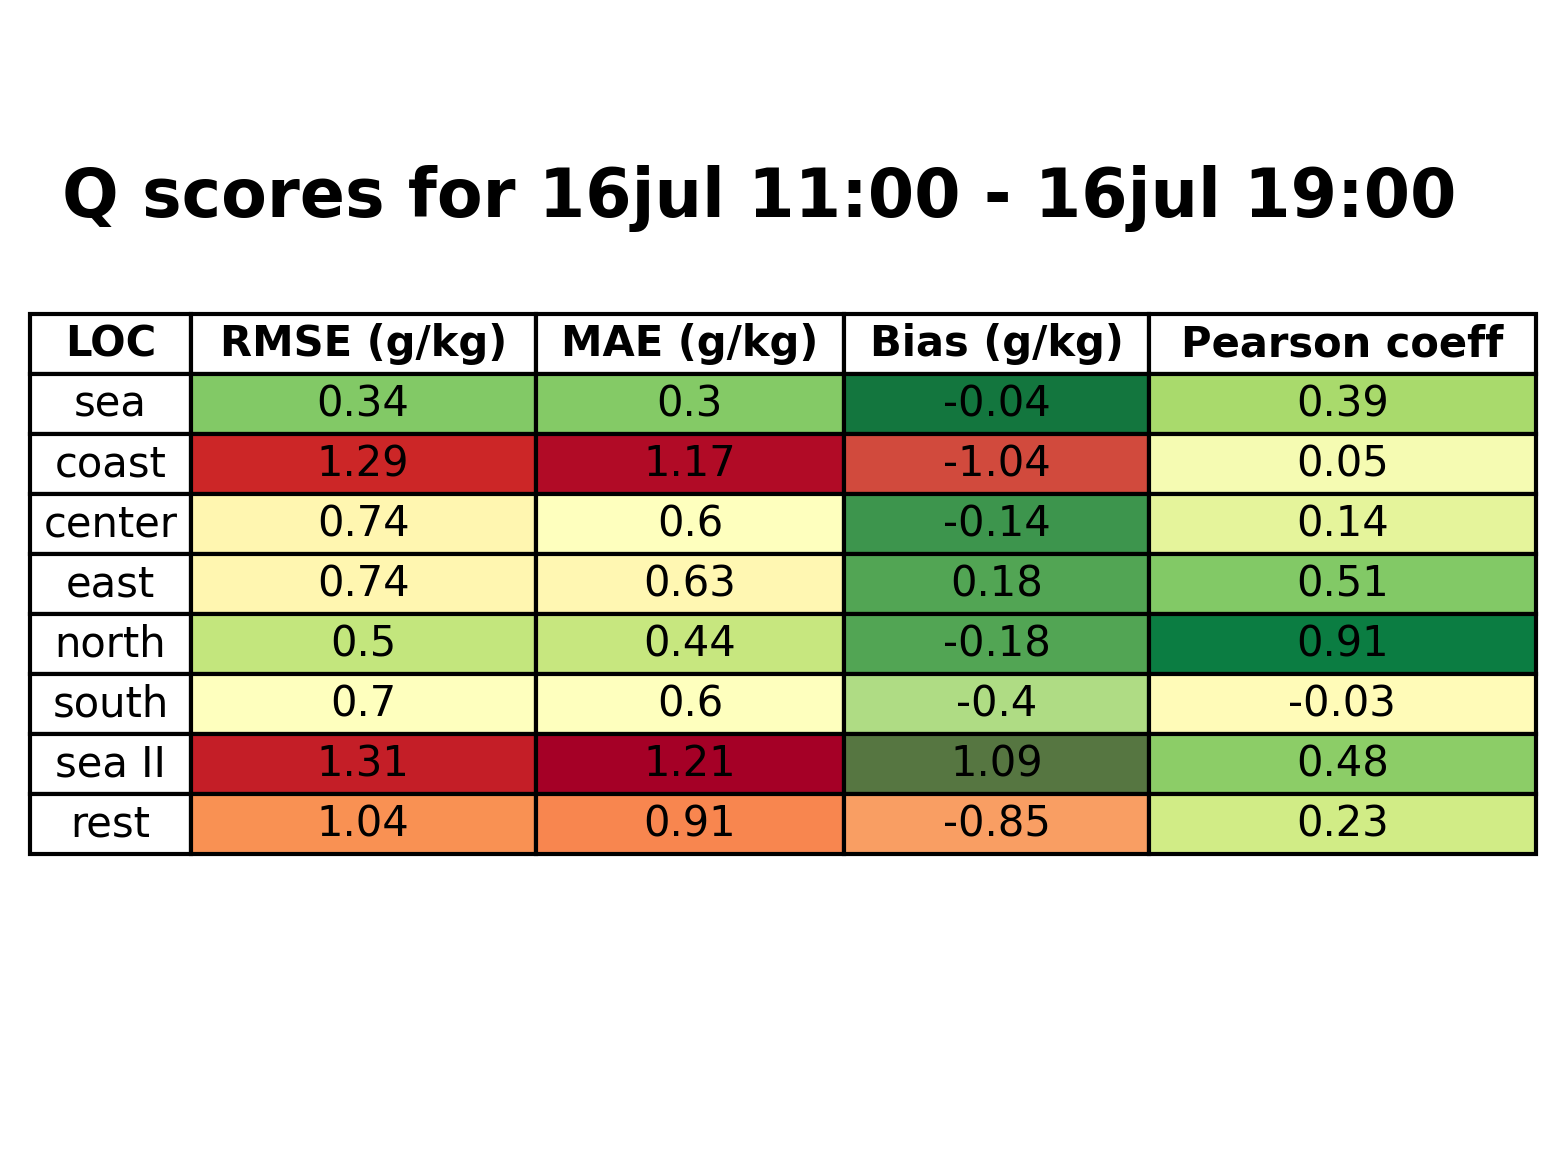 Q scores for 16jul 11:00 - 16jul 19:00
LOC RMSE (g/kg) MAE (g/kg) Bias (g/kg) Pearson coeff
sea 0.34 0.3 -0.04 0.39
coast 1.29 1.17 -1.04 0.05
center 0.74 0.6 -0.14 0.14
east 0.74 0.63 0.18 0.51
north 0.5 0.44 -0.18 0.91
south 0.7 0.6 -0.4 -0.03
sea II 1.31 1.21 1.09 0.48
rest 1.04 0.91 -0.85 0.23